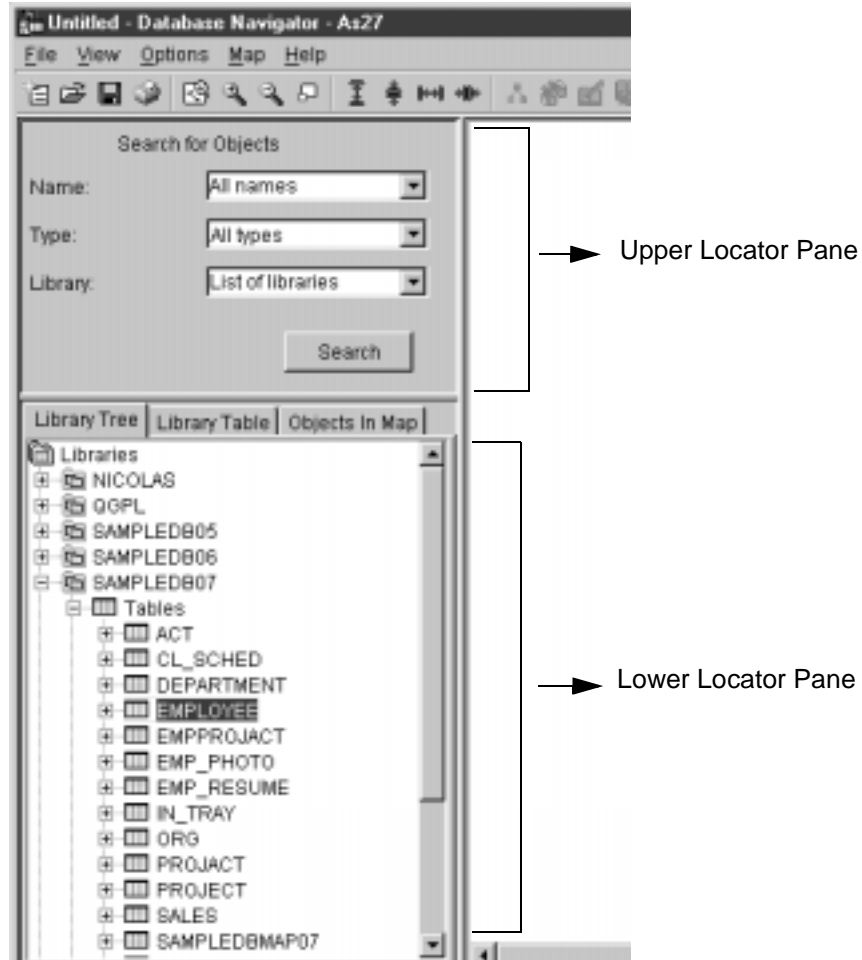 Untitled - Database Navigator - As27
File View Options Map Help
Search for Objects
Name: All names
Type: All types
Library: List of libraries
Search
Upper Locator Pane
Library Tree Library Table Objects In Map
Libraries
NICOLAS
QGPL
SAMPLEDB05
SAMPLEDB06
SAMPLEDB07
Tables
ACT
CL_SCHED
DEPARTMENT
EMPLOYEE
EMPPROJACT
EMP_PHOTO
EMP_RESUME
IN_TRAY
ORG
PROJACT
PROJECT
SALES
SAMPLEDBMAP07
Lower Locator Pane